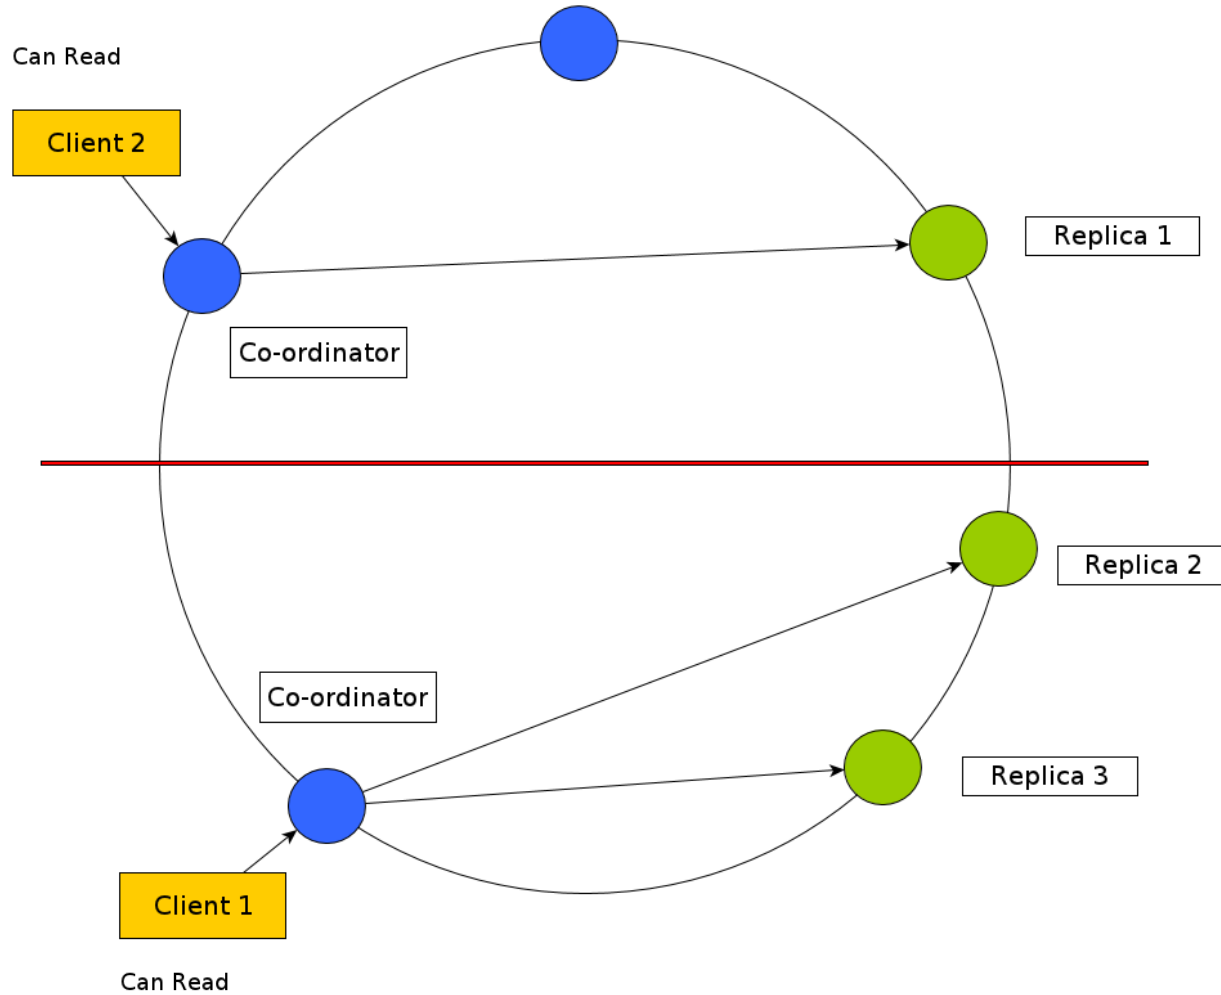 Can Read
Client 2
Replica 1
Co-ordinator
Replica 2
Co-ordinator
Replica 3
Client 1
Can Read